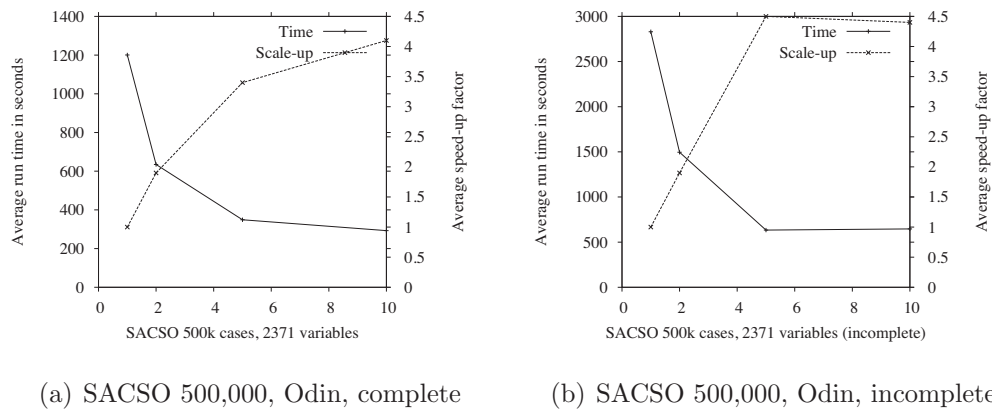 1400
1200
1000
800
600
400
200
0
Average run time in seconds
4.5
4
3.5
3
2.5
2
1.5
1
0.5
0
Average speed-up factor
Time
Scale-up
0 2 4 6 8 10
SACSO 500k cases, 2371 variables
(a) SACSO 500,000, Odin, complete
3000
2500
2000
1500
1000
500
0
Average run time in seconds
4.5
4
3.5
3
2.5
2
1.5
1
0.5
0
Average speed-up factor
Time
Scale-up
0 2 4 6 8 10
SACSO 500k cases, 2371 variables (incomplete)
(b) SACSO 500,000, Odin, incomplete